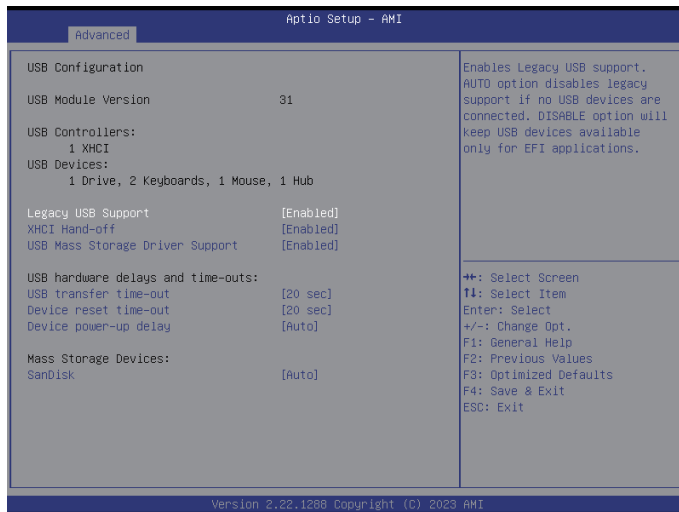 Aptio Setup – AMI
Advanced
USB Configuration
USB Module Version 31
USB Controllers:
1 XHCI
USB Devices:
1 Drive, 2 Keyboards, 1 Mouse, 1 Hub
Legacy USB Support [Enabled]
XHCI Hand-off [Enabled]
USB Mass Storage Driver Support [Enabled]
USB hardware delays and time-outs:
USB transfer time-out [20 sec]
Device reset time-out [20 sec]
Device power-up delay [Auto]
Mass Storage Devices:
SanDisk [Auto]
Enables Legacy USB support.
AUTO option disables legacy
support if no USB devices are
connected. DISABLE option will
keep USB devices available
only for EFI applications.
→←: Select Screen
↑↓: Select Item
Enter: Select
+/-: Change Opt.
F1: General Help
F2: Previous Values
F3: Optimized Defaults
F4: Save & Exit
ESC: Exit
Version 2.22.1288 Copyright (C) 2023 AMI